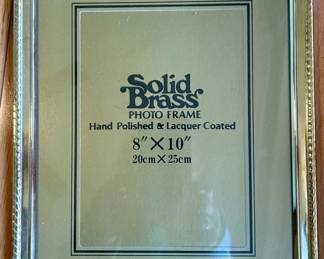 Solid
Brass
PHOTO FRAME
Hand Polished & Lacquer Coated
8"×10"
20cm×25cm